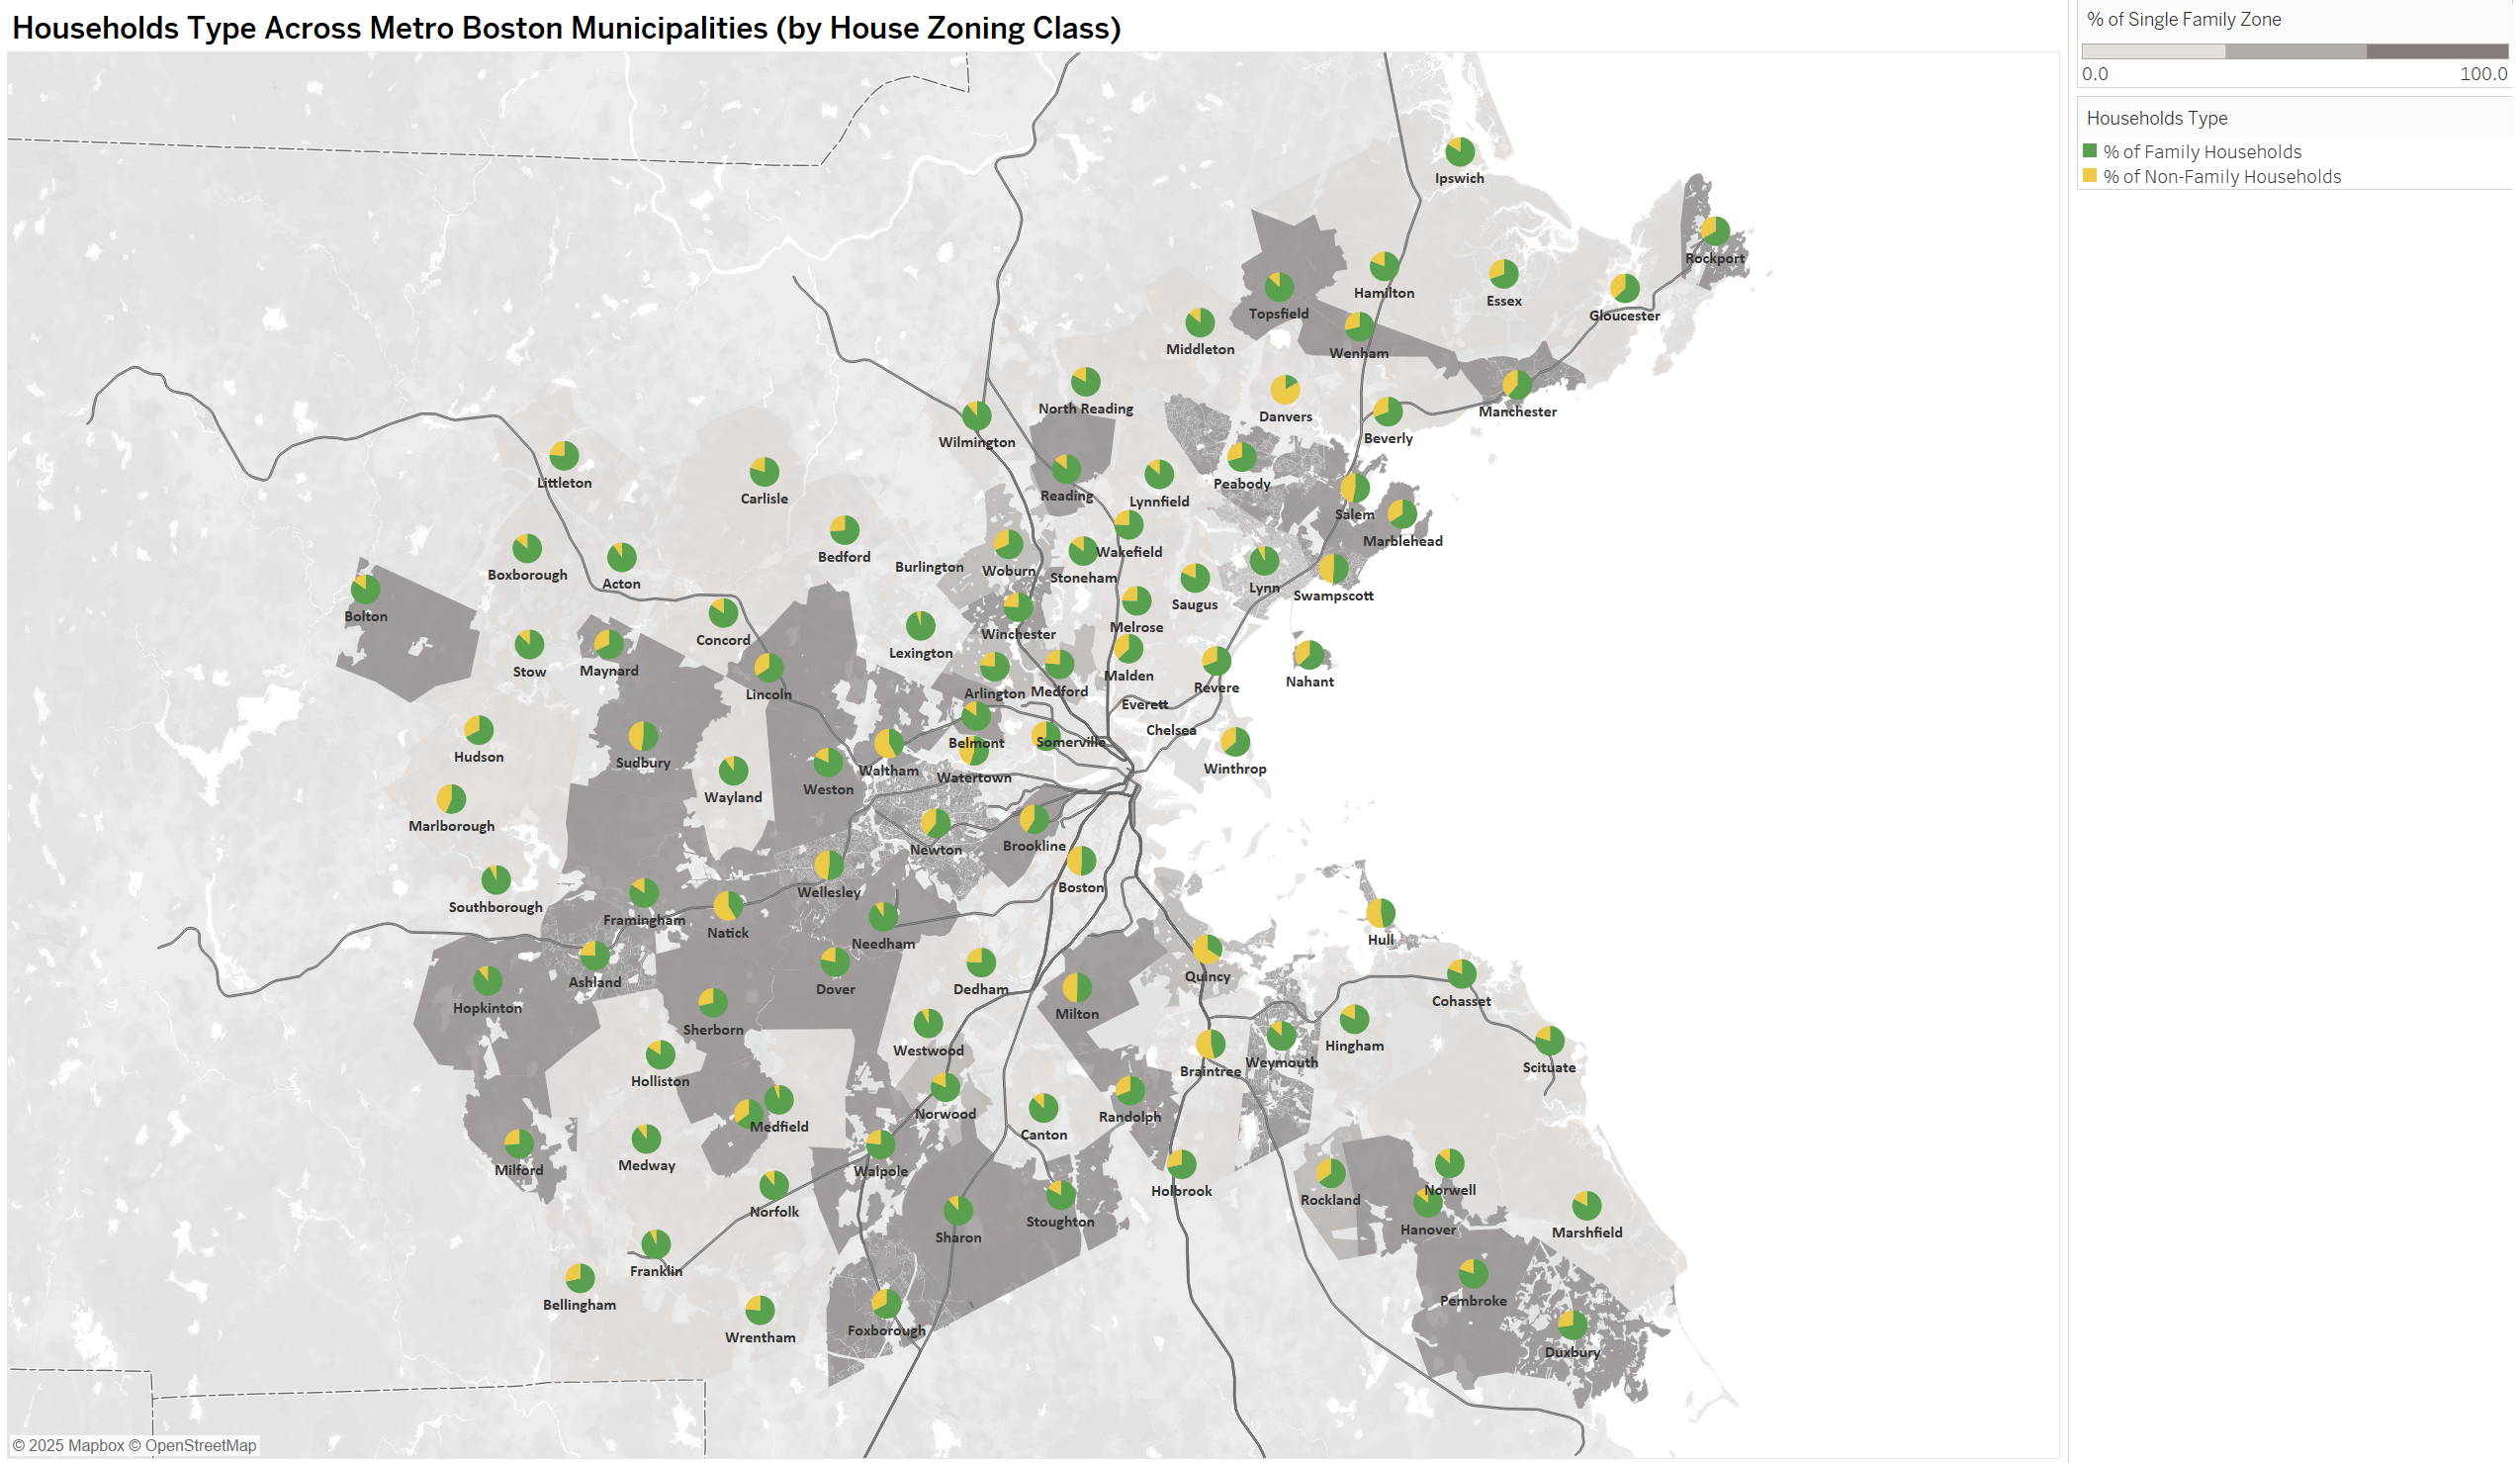 Households Type Across Metro Boston Municipalities (by House Zoning Class)
% of Single Family Zone
0.0 100.0
Households Type
% of Family Households
% of Non-Family Households
Ipswich
Rockport
Hamilton
Essex
Topsfield
Gloucester
Middleton
Wenham
North Reading
Danvers
Manchester
Wilmington
Beverly
Littleton
Carlisle
Reading
Lynnfield
Peabody
Salem
Marblehead
Bedford
Wakefield
Burlington
Woburn
Boxborough
Stoneham
Acton
Lynn
Swampscott
Saugus
Bolton
Melrose
Winchester
Concord
Lexington
Stow
Maynard
Malden
Nahant
Revere
Arlington
Medford
Lincoln
Everett
Chelsea
Belmont
Somerville
Hudson
Sudbury
Winthrop
Waltham
Watertown
Weston
Wayland
Marlborough
Brookline
Newton
Boston
Wellesley
Southborough
Framingham
Natick
Hull
Needham
Quincy
Ashland
Dover
Dedham
Cohasset
Hopkinton
Milton
Sherborn
Hingham
Westwood
Weymouth
Scituate
Braintree
Holliston
Norwood
Randolph
Medfield
Canton
Medway
Milford
Walpole
Holbrook
Norwell
Rockland
Norfolk
Stoughton
Hanover
Marshfield
Sharon
Franklin
Pembroke
Bellingham
Foxborough
Wrentham
Duxbury
© 2025 Mapbox © OpenStreetMap